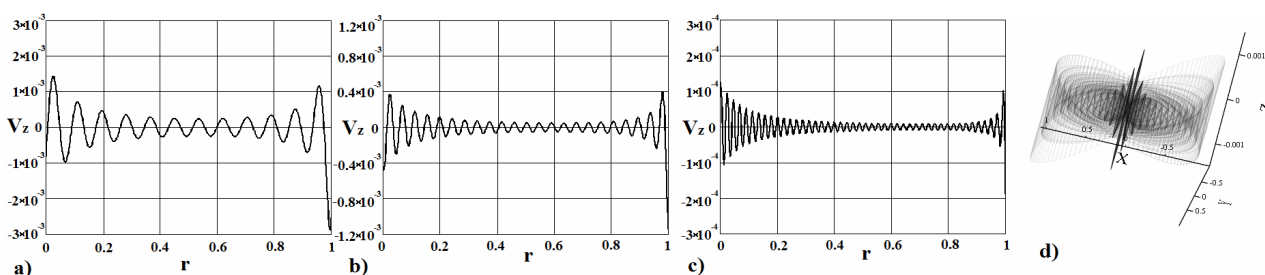 3×10⁻³
2×10⁻³
1×10⁻³
V_z 0
-1×10⁻³
-2×10⁻³
-3×10⁻³
0 0.2 0.4 0.6 0.8 1
r
a)
1.2×10⁻³
0.8×10⁻³
0.4×10⁻³
V_z 0
-0.4×10⁻³
-0.8×10⁻³
-1.2×10⁻³
0 0.2 0.4 0.6 0.8 1
r
b)
3×10⁻⁴
2×10⁻⁴
1×10⁻⁴
V_z 0
-1×10⁻⁴
-2×10⁻⁴
-3×10⁻⁴
0 0.2 0.4 0.6 0.8 1
r
c)
0.001
0
-0.001
1 0.5 -0.5
X
-0.5
0
0.5
d)